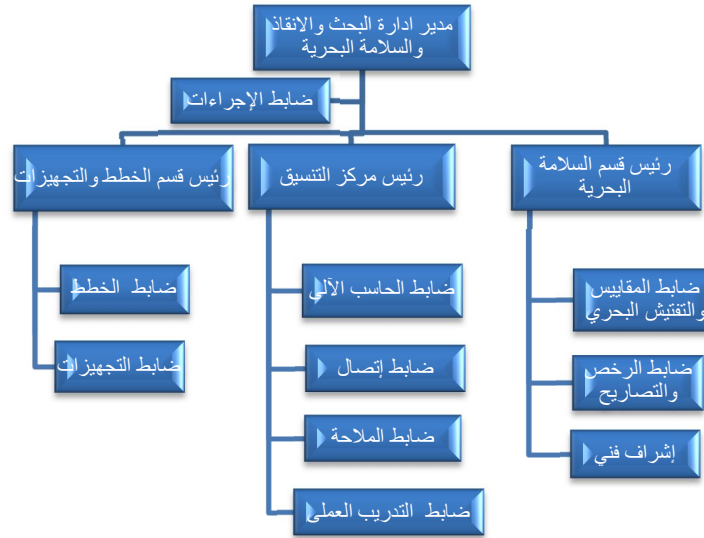 مدير ادارة البحث والانقاذ
والسلامة البحرية
ضابط الإجراءات
رئيس قسم السلامة
البحرية
رئيس مركز التنسيق
رئيس قسم الخطط والتجهيزات
ضابط المقاييس
والتفتيش البحري
ضابط الرخص
والتصاريح
إشراف فني
ضابط الحاسب الآلي
ضابط إتصال
ضابط الملاحة
ضابط التدريب العملى
ضابط الخطط
ضابط التجهيزات